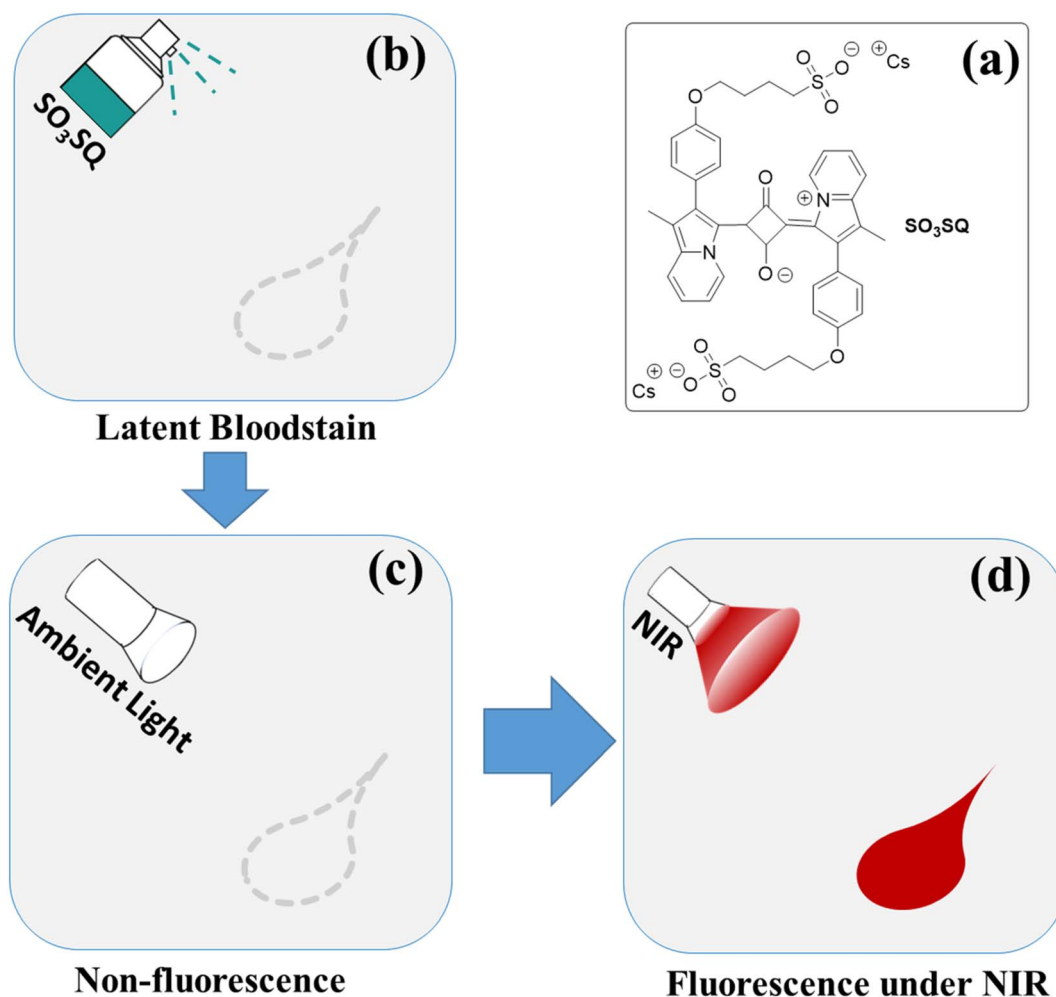 (b)
SO₃SQ
Latent Bloodstain
(a)
O
S
O
O
⊖
⊕
Cs
O
O
N
⊕
N
O
⊖
SO₃SQ
O
O
S
O
O
⊖
⊕
Cs
(c)
Ambient Light
Non-fluorescence
(d)
NIR
Fluorescence under NIR